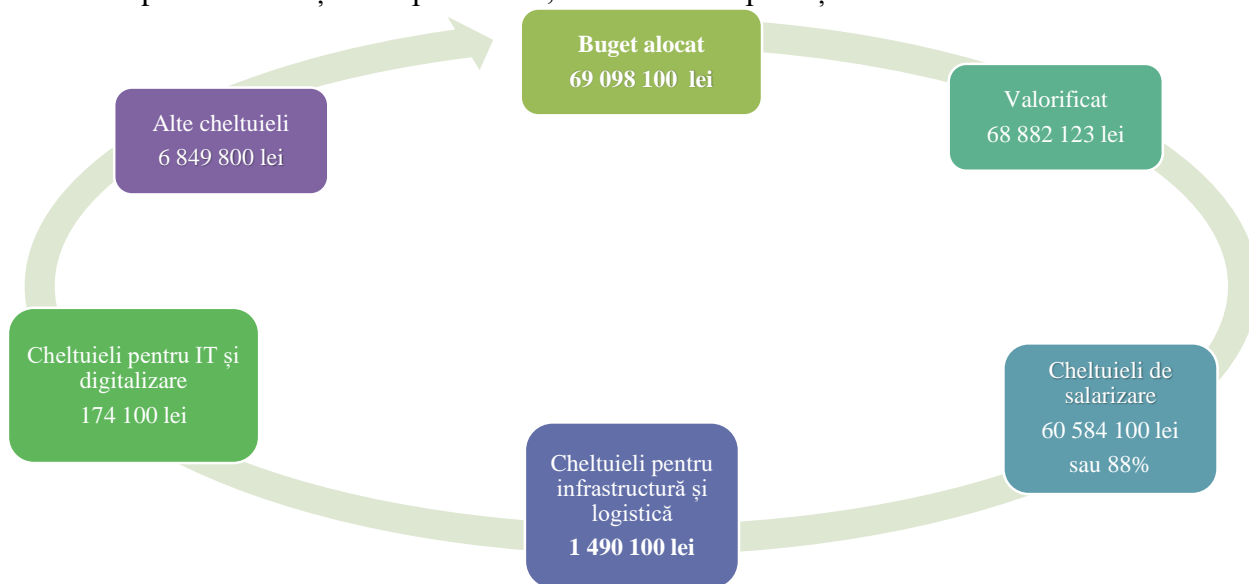 Buget alocat
69 098 100 lei
Valorificat
68 882 123 lei
Cheltuieli de
salarizare
60 584 100 lei
sau 88%
Cheltuieli pentru
infrastructură și
logistică
1 490 100 lei
Cheltuieli pentru IT și
digitalizare
174 100 lei
Alte cheltuieli
6 849 800 lei